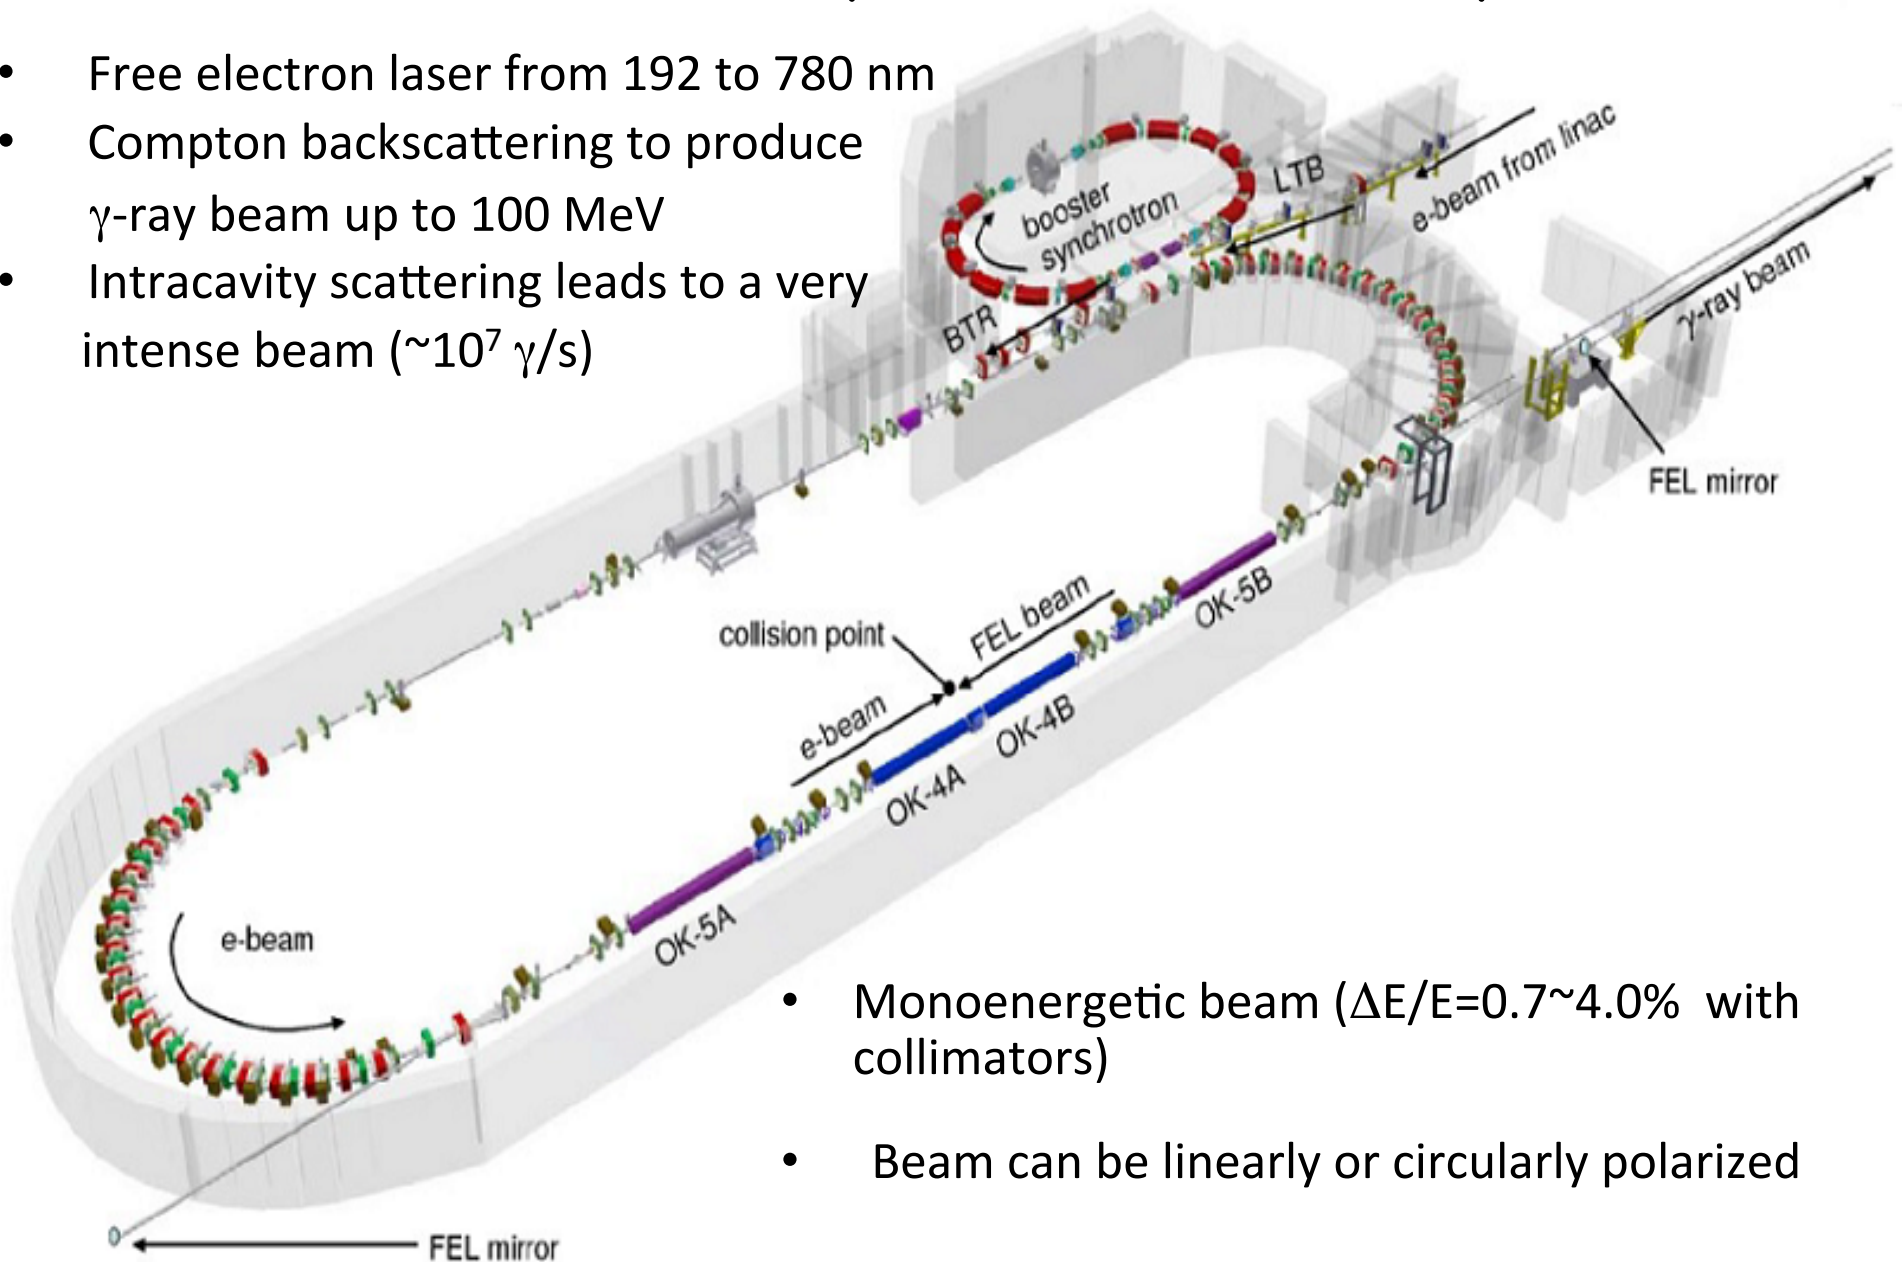 • Free electron laser from 192 to 780 nm
• Compton backscattering to produce
γ-ray beam up to 100 MeV
• Intracavity scattering leads to a very
intense beam (~10⁷ γ/s)
LTB
e-beam from linac
booster
synchrotron
BTR
γ-ray beam
FEL mirror
collision point
FEL beam
OK-5B
e-beam
OK-4B
OK-4A
OK-5A
e-beam
• Monoenergetic beam (ΔE/E=0.7~4.0% with
collimators)
• Beam can be linearly or circularly polarized
FEL mirror